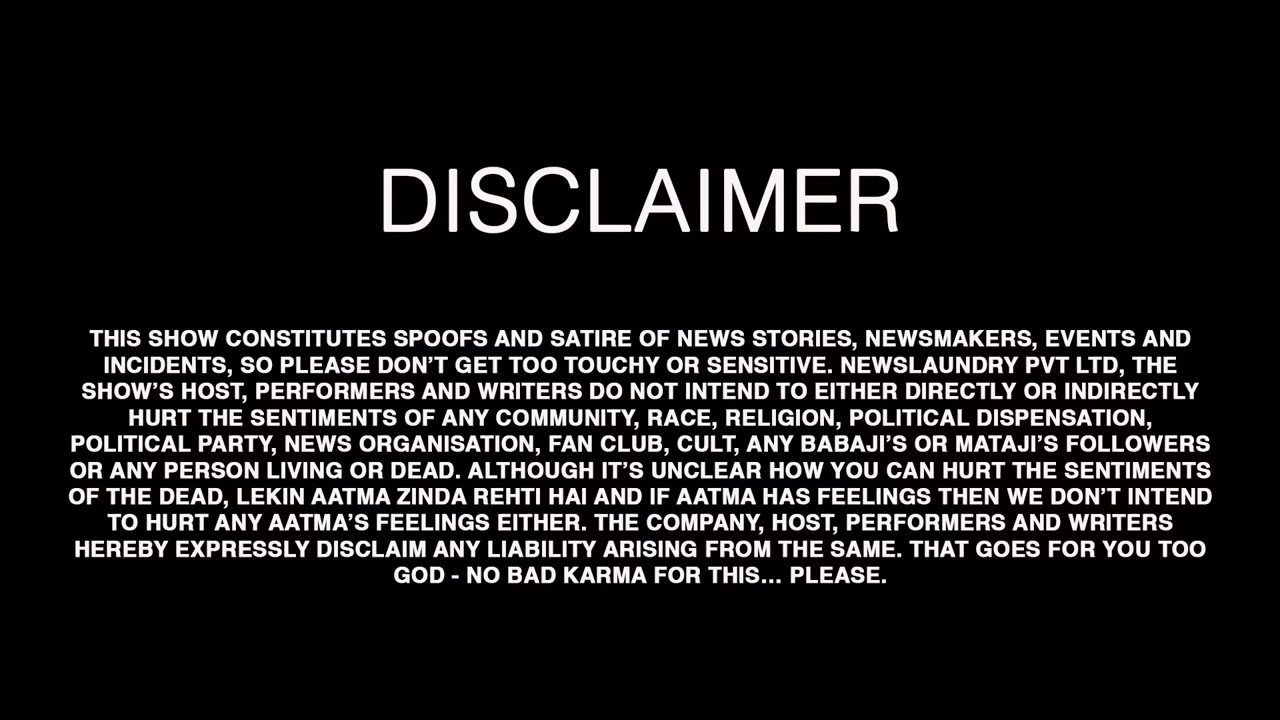 DISCLAIMER
THIS SHOW CONSTITUTES SPOOFS AND SATIRE OF NEWS STORIES, NEWSMAKERS, EVENTS AND
INCIDENTS, SO PLEASE DON’T GET TOO TOUCHY OR SENSITIVE. NEWSLAUNDRY PVT LTD, THE
SHOW’S HOST, PERFORMERS AND WRITERS DO NOT INTEND TO EITHER DIRECTLY OR INDIRECTLY
HURT THE SENTIMENTS OF ANY COMMUNITY, RACE, RELIGION, POLITICAL DISPENSATION,
POLITICAL PARTY, NEWS ORGANISATION, FAN CLUB, CULT, ANY BABAJI’S OR MATAJI’S FOLLOWERS
OR ANY PERSON LIVING OR DEAD. ALTHOUGH IT’S UNCLEAR HOW YOU CAN HURT THE SENTIMENTS
OF THE DEAD, LEKIN AATMA ZINDA REHTI HAI AND IF AATMA HAS FEELINGS THEN WE DON’T INTEND
TO HURT ANY AATMA’S FEELINGS EITHER. THE COMPANY, HOST, PERFORMERS AND WRITERS
HEREBY EXPRESSLY DISCLAIM ANY LIABILITY ARISING FROM THE SAME. THAT GOES FOR YOU TOO
GOD - NO BAD KARMA FOR THIS... PLEASE.